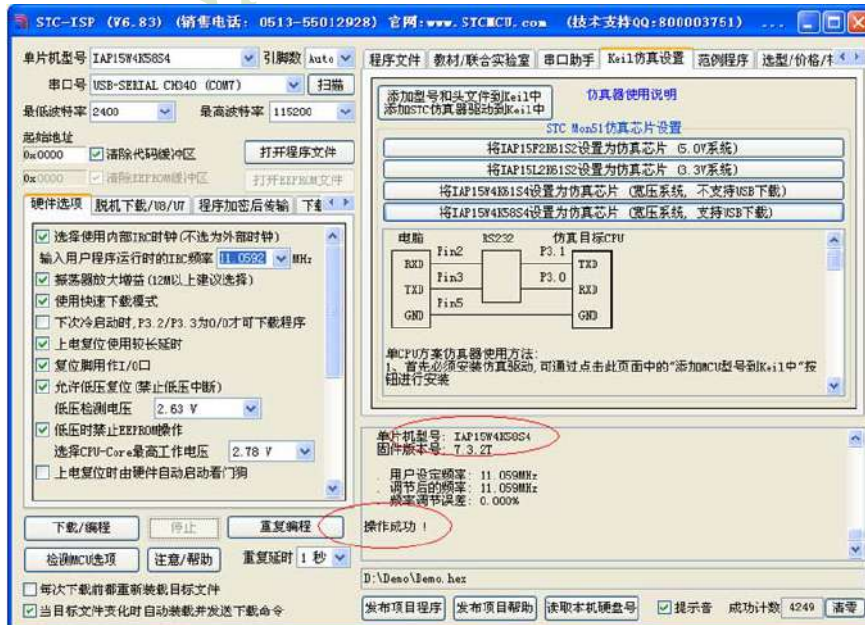 STC-ISP (V6.83) (销售电话: 0513-55012928) 官网:www.STCMCU.com (技术支持QQ:800003751) ...
单片机型号 IAP15W4K58S4 引脚数 Auto
串口号 USB-SERIAL CH340 (COM7) 扫描
最低波特率 2400 最高波特率 115200
起始地址
0x0000 清除代码缓冲区 打开程序文件
0x0000 清除EEPROM缓冲区 打开EEPROM文件
硬件选项 脱机下载/U8/U7 程序加密后传输
选择使用内部IRC时钟(不选为外部时钟)
输入用户程序运行时的IRC频率 11.0592 MHz
振荡器放大增益(12M以上建议选择)
使用快速下载模式
下次冷启动时,P3.2/P3.3为0/0才可下载程序
上电复位使用较长延时
复位脚用作I/O口
允许低压复位(禁止低压中断)
低压检测电压 2.63 V
低压时禁止EEPROM操作
选择CPU-Core最高工作电压 2.78 V
上电复位时由硬件自动启动看门狗
下载/编程 停止 重复编程
检测MCU选项 注意/帮助 重复延时 1 秒
每次下载前都重新装载目标文件
当目标文件变化时自动装载并发送下载命令
程序文件 教材/联合实验室 串口助手 Keil仿真设置 范例程序 选型/价格/
添加型号和头文件到Keil中
添加STC仿真器驱动到Keil中
仿真器使用说明
STC Mon51仿真芯片设置
将IAP15F2K61S2设置为仿真芯片 (5.0V系统)
将IAP15L2K61S2设置为仿真芯片 (3.3V系统)
将IAP15W4K61S4设置为仿真芯片 (宽压系统, 不支持USB下载)
将IAP15W4K58S4设置为仿真芯片 (宽压系统, 支持USB下载)
电脑 RS232 仿真目标CPU
RXD Pin2 P3.1 TXD
TXD Pin3 P3.0 RXD
GND Pin5 GND
单CPU方案仿真器使用方法:
1、首先必须安装仿真驱动,可通过点击此页面中的"添加MCU型号到Keil中"按
钮进行安装
单片机型号: IAP15W4K58S4
固件版本号: 7.3.2T
. 用户设定频率: 11.059MHz
. 调节后的频率: 11.059MHz
. 频率调节误差: 0.000%
操作成功 !
D:\Demo\Demo.hex
发布项目程序 发布项目帮助 读取本机硬盘号 提示音 成功计数 4249 清零